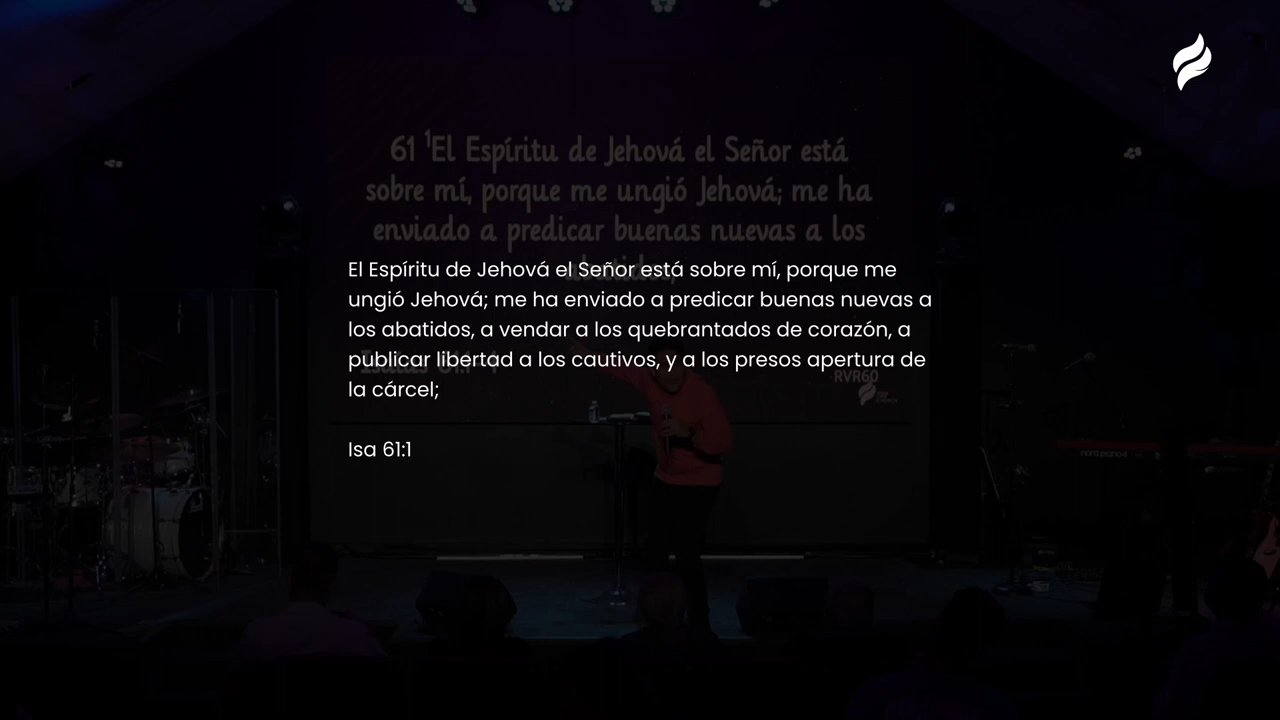 61 ¹El Espíritu de Jehová el Señor está
sobre mí, porque me ungió Jehová; me ha
enviado a predicar buenas nuevas a los
El Espíritu de Jehová el Señor está sobre mí, porque me
ungió Jehová; me ha enviado a predicar buenas nuevas a
los abatidos, a vendar a los quebrantados de corazón, a
publicar libertad a los cautivos, y a los presos apertura de
la cárcel;
RVR60
Isa 61:1
nord piano 4